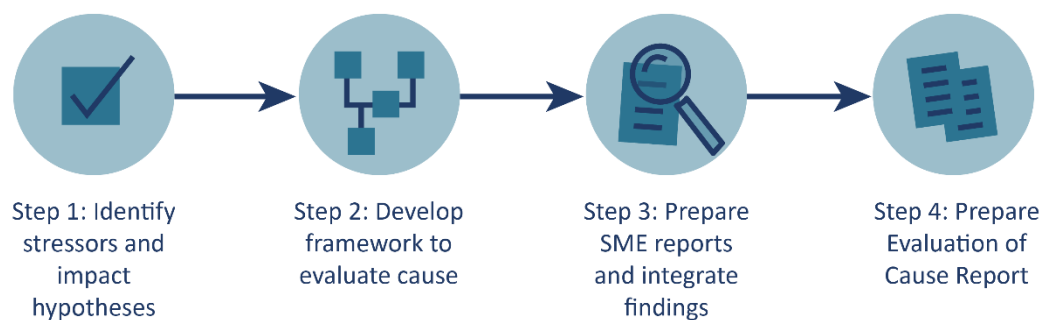 Step 1: Identify
stressors and
impact
hypotheses
Step 2: Develop
framework to
evaluate cause
Step 3: Prepare
SME reports
and integrate
findings
Step 4: Prepare
Evaluation of
Cause Report